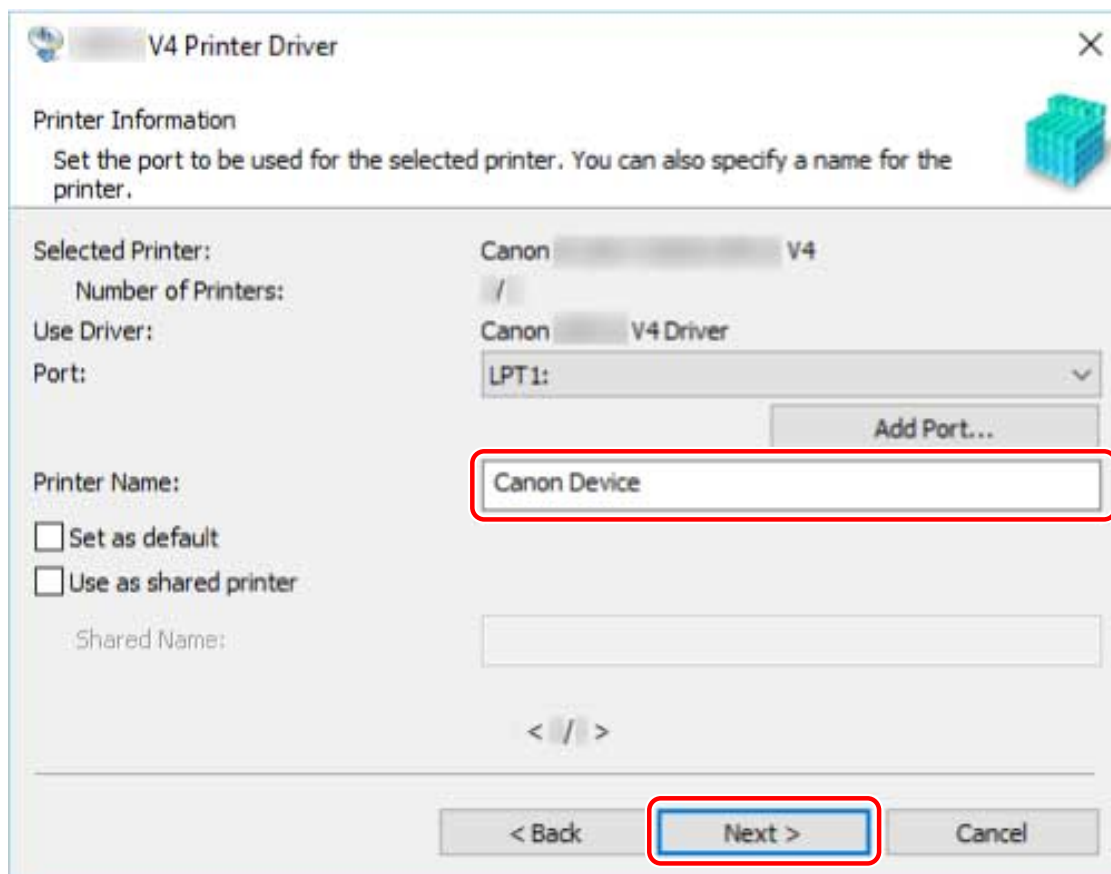 V4 Printer Driver
Printer Information
Set the port to be used for the selected printer. You can also specify a name for the
printer.
Selected Printer: Canon V4
Number of Printers: /
Use Driver: Canon V4 Driver
Port: LPT1:
Add Port...
Printer Name: Canon Device
Set as default
Use as shared printer
Shared Name:
< / >
< Back Next > Cancel